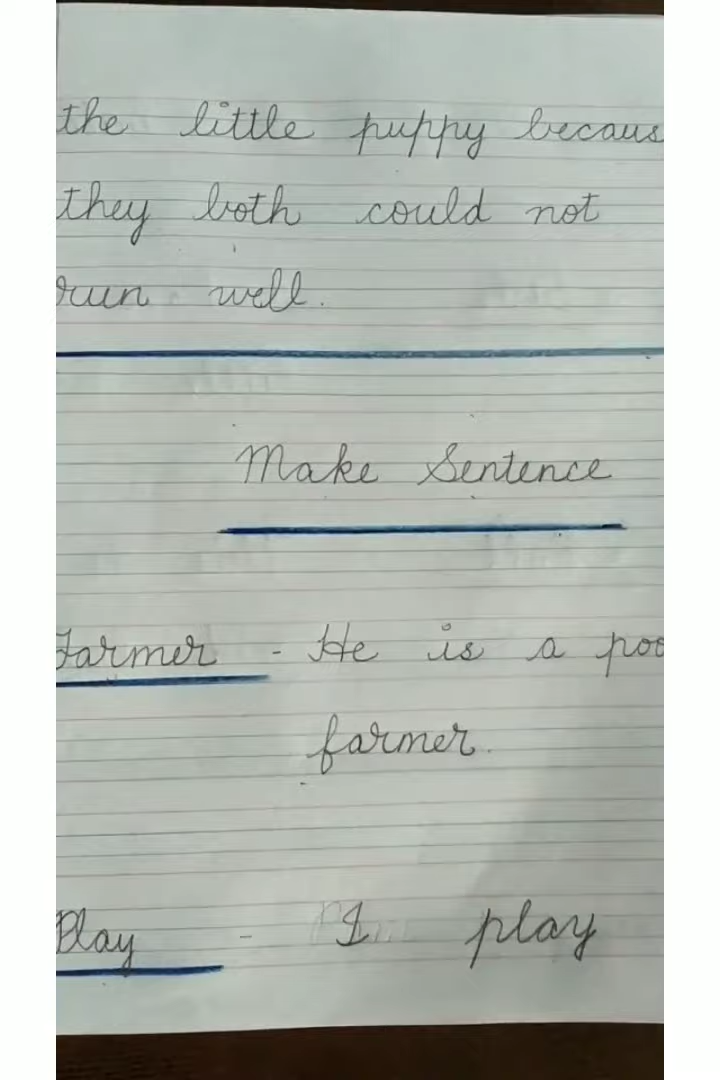 the little puppy becaus
they both could not
run well.
Make Sentence
Farmer - He is a poo
farmer.
Play - I play